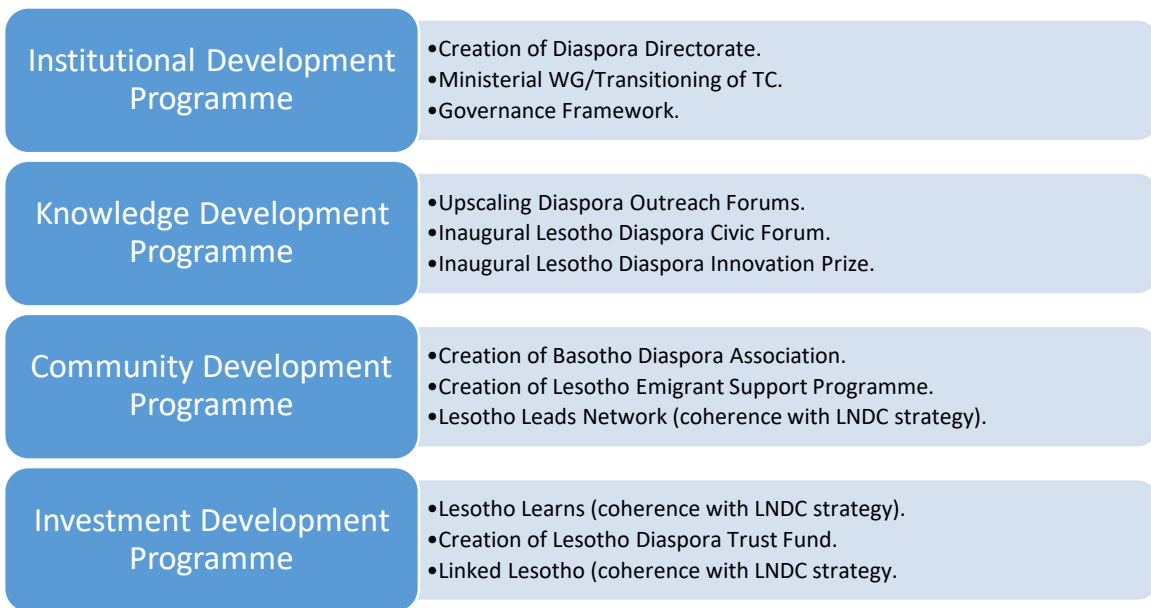 Institutional Development
Programme
•Creation of Diaspora Directorate.
•Ministerial WG/Transitioning of TC.
•Governance Framework.
Knowledge Development
Programme
•Upscaling Diaspora Outreach Forums.
•Inaugural Lesotho Diaspora Civic Forum.
•Inaugural Lesotho Diaspora Innovation Prize.
Community Development
Programme
•Creation of Basotho Diaspora Association.
•Creation of Lesotho Emigrant Support Programme.
•Lesotho Leads Network (coherence with LNDC strategy).
Investment Development
Programme
•Lesotho Learns (coherence with LNDC strategy).
•Creation of Lesotho Diaspora Trust Fund.
•Linked Lesotho (coherence with LNDC strategy.